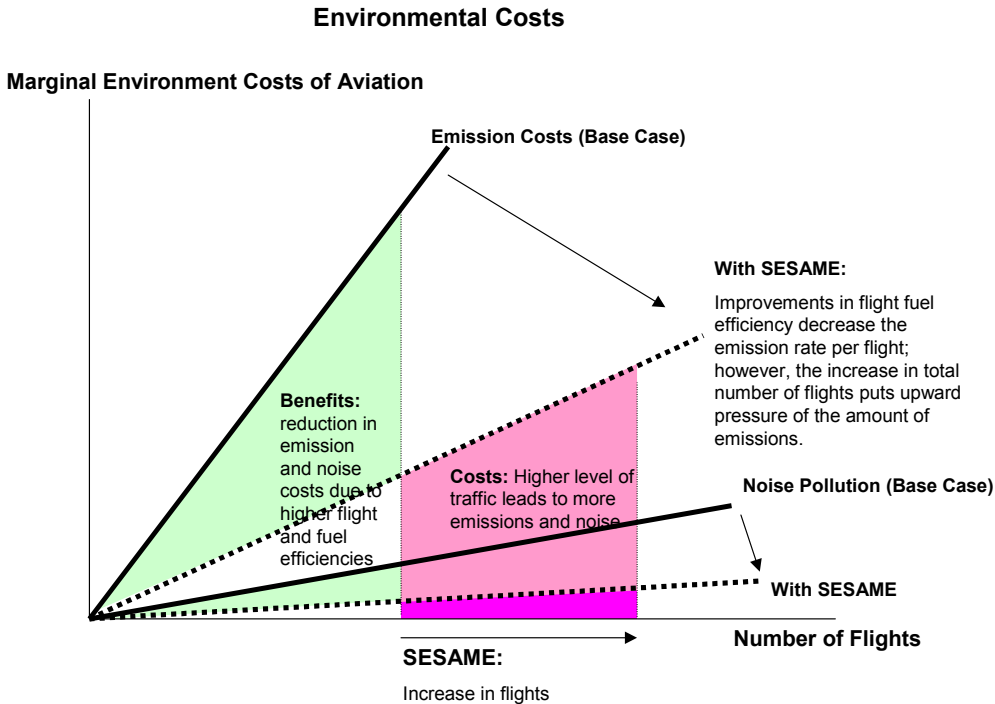 Environmental Costs
Marginal Environment Costs of Aviation
Emission Costs (Base Case)
With SESAME:
Improvements in flight fuel
efficiency decrease the
emission rate per flight;
however, the increase in total
number of flights puts upward
pressure of the amount of
emissions.
Benefits:
reduction in
emission
and noise
costs due to
higher flight
and fuel
efficiencies
Costs: Higher level of
traffic leads to more
emissions and noise
Noise Pollution (Base Case)
With SESAME
Number of Flights
SESAME:
Increase in flights